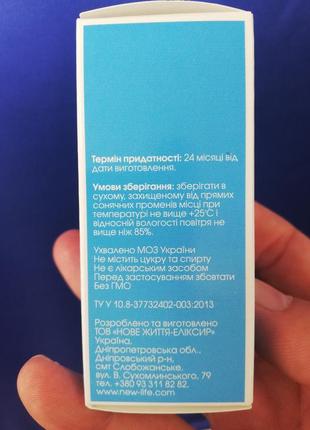 Термін придатності: 24 місяці від
дати виготовлення.
Умови зберігання: зберігати в
сухому, захищеному від прямих
сонячних променів місці при
температурі не вище +25°С і
відносній вологості повітря не
вище ніж 85%.
Ухвалено МОЗ України
Не містить цукру та спирту
Не є лікарським засобом
Перед застосуванням збовтати
Без ГМО
ТУ У 10.8-37732402-003:2013
Розроблено та виготовлено
ТОВ «НОВЕ ЖИТТЯ-ЕЛІКСИР»
Україна,
Дніпропетровська обл.,
Дніпровський р-н,
смт Слобожанське,
вул. В. Сухомлинського, 79
тел. +380 93 311 82 82,
www.new-life.com